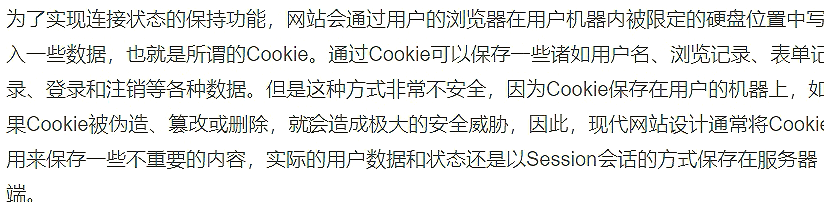 为了实现连接状态的保持功能，网站会通过用户的浏览器在用户机器内被限定的硬盘位置中写
入一些数据，也就是所谓的Cookie。通过Cookie可以保存一些诸如用户名、浏览记录、表单记
录、登录和注销等各种数据。但是这种方式非常不安全，因为Cookie保存在用户的机器上，如
果Cookie被伪造、篡改或删除，就会造成极大的安全威胁，因此，现代网站设计通常将Cookie
用来保存一些不重要的内容，实际的用户数据和状态还是以Session会话的方式保存在服务器
端。